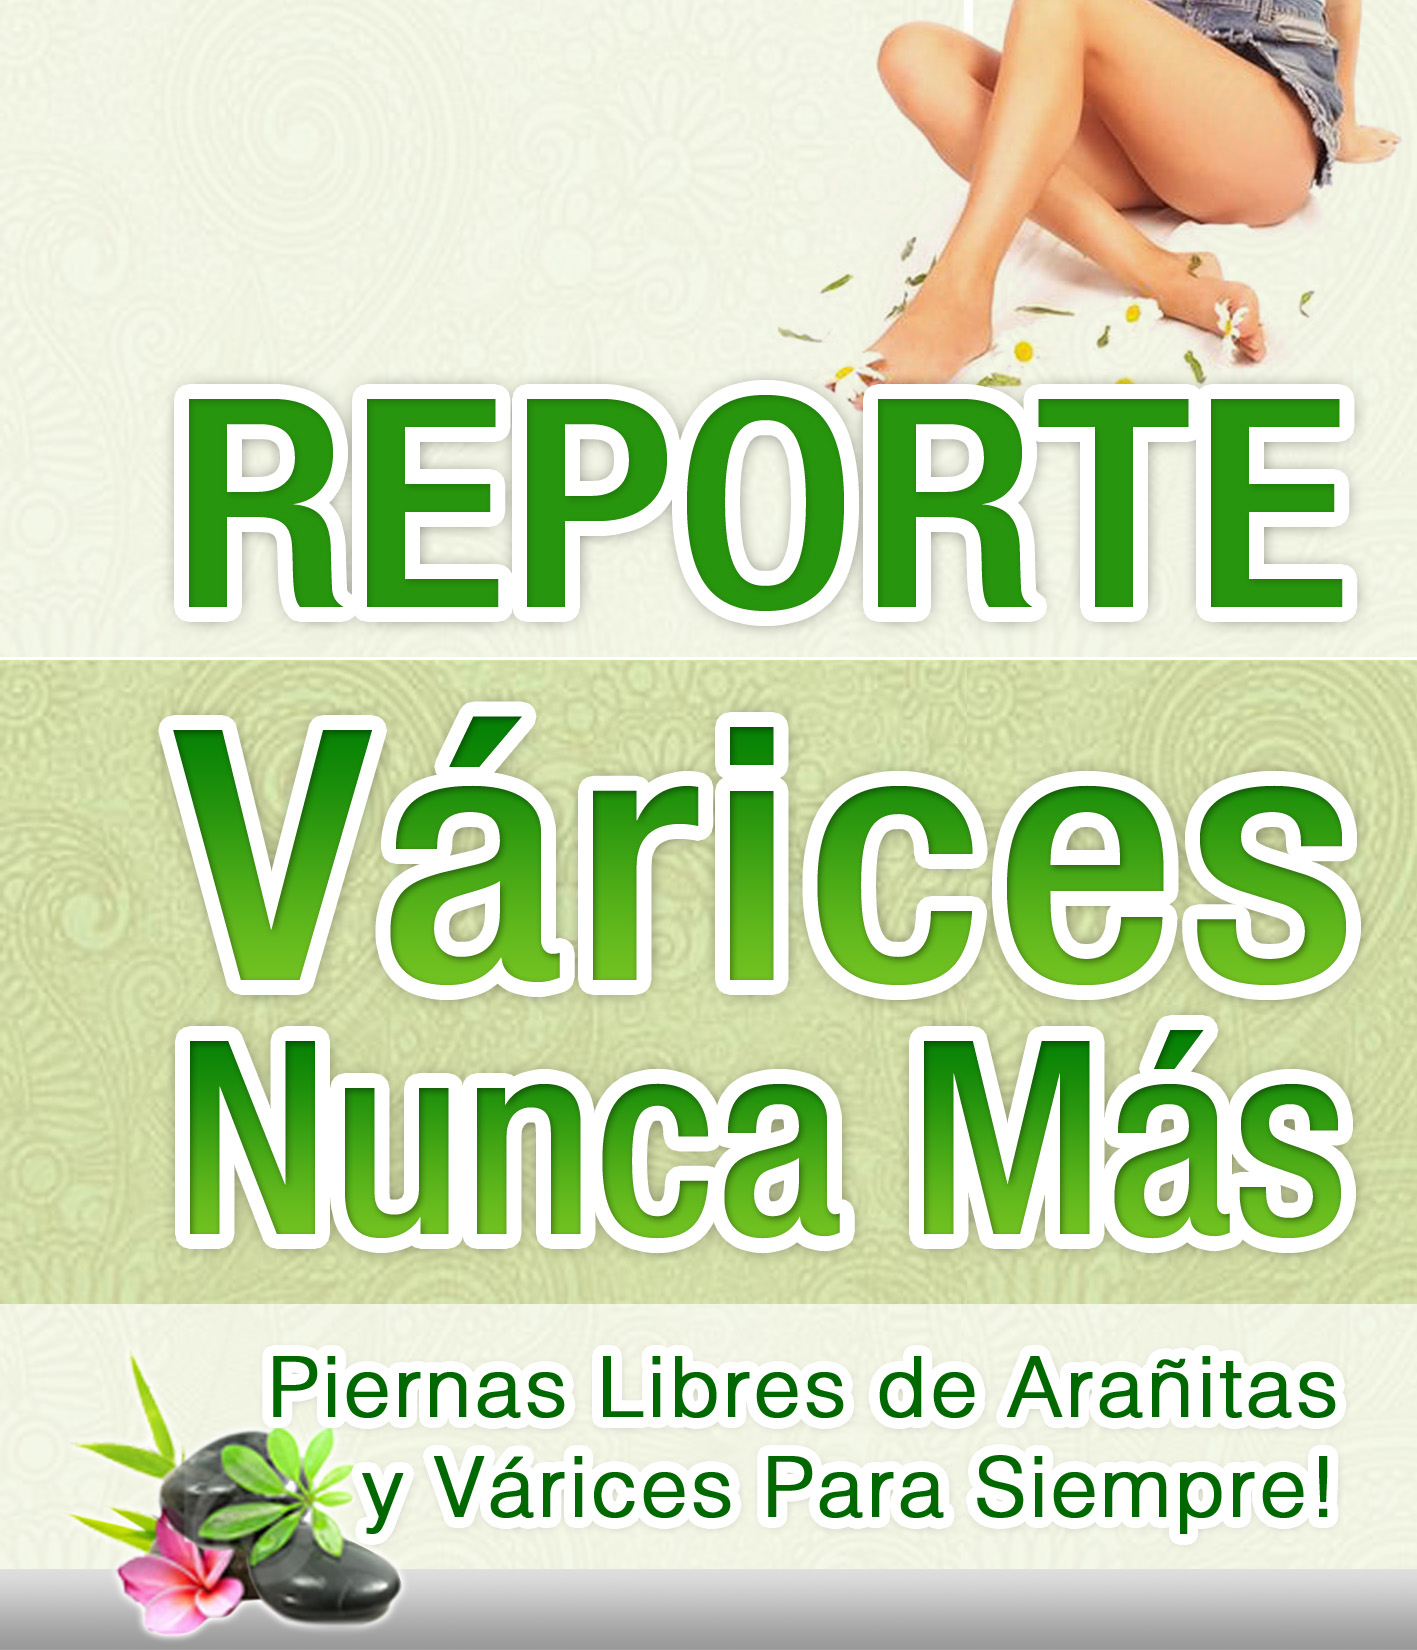 REPORTE
Várices
Nunca Más
Piernas Libres de Arañitas
y Várices Para Siempre!